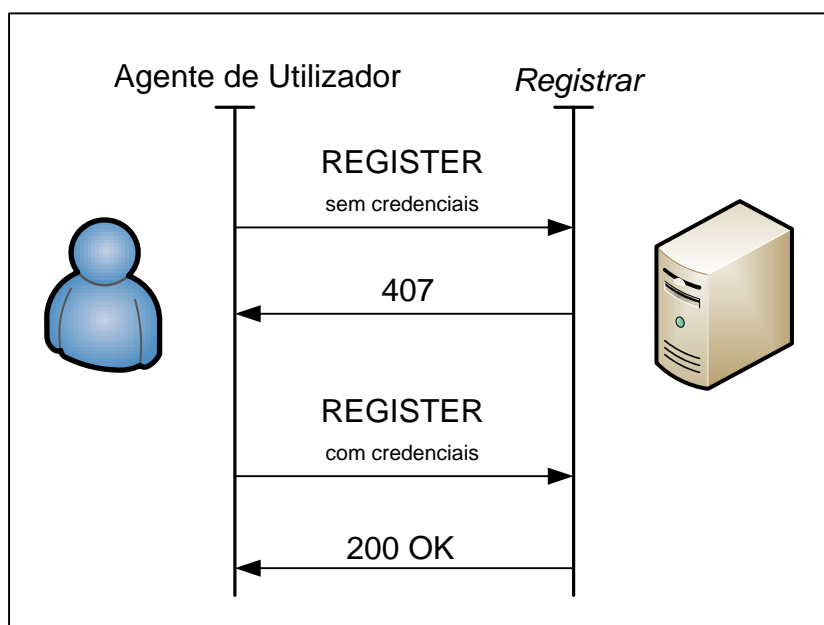 Agente de Utilizador
Registrar
REGISTER
sem credenciais
407
REGISTER
com credenciais
200 OK